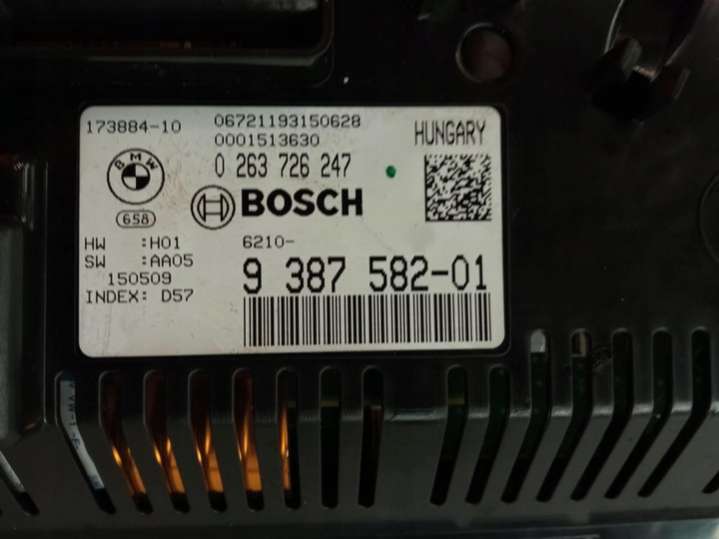 173884-10
06721193150628
0001513630
HUNGARY
0 263 726 247
BMW
BOSCH
658
HW :H01
SW :AA05
150509
INDEX: D57
6210-
9 387 582-01